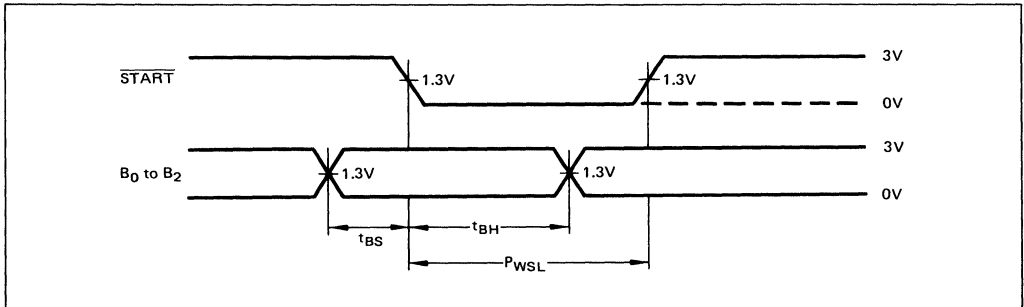 3V
START
1.3V
1.3V
0V
3V
B₀ to B₂
1.3V
1.3V
0V
tBS
tBH
PWSL